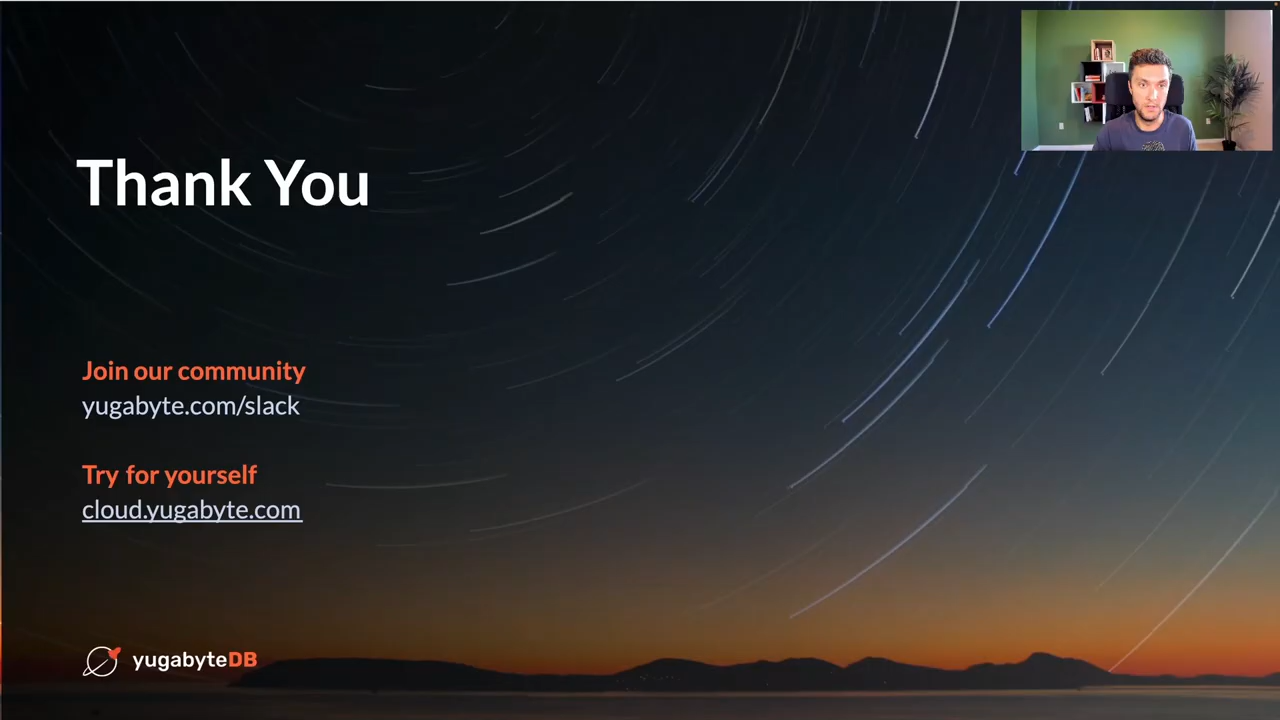 Thank You
Join our community
yugabyte.com/slack
Try for yourself
cloud.yugabyte.com
yugabyteDB